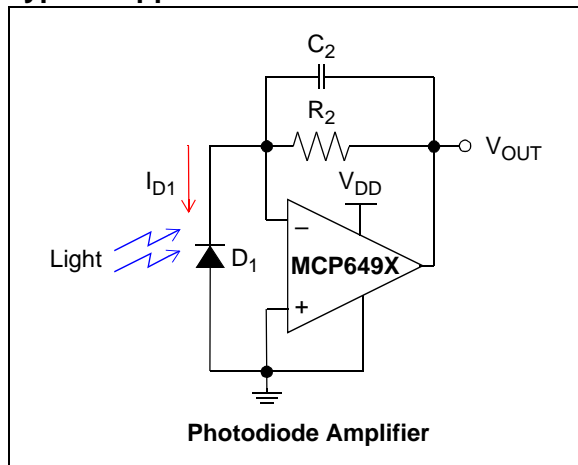 C2
R2
VOUT
ID1
VDD
–
Light
D1
MCP649X
+
Photodiode Amplifier